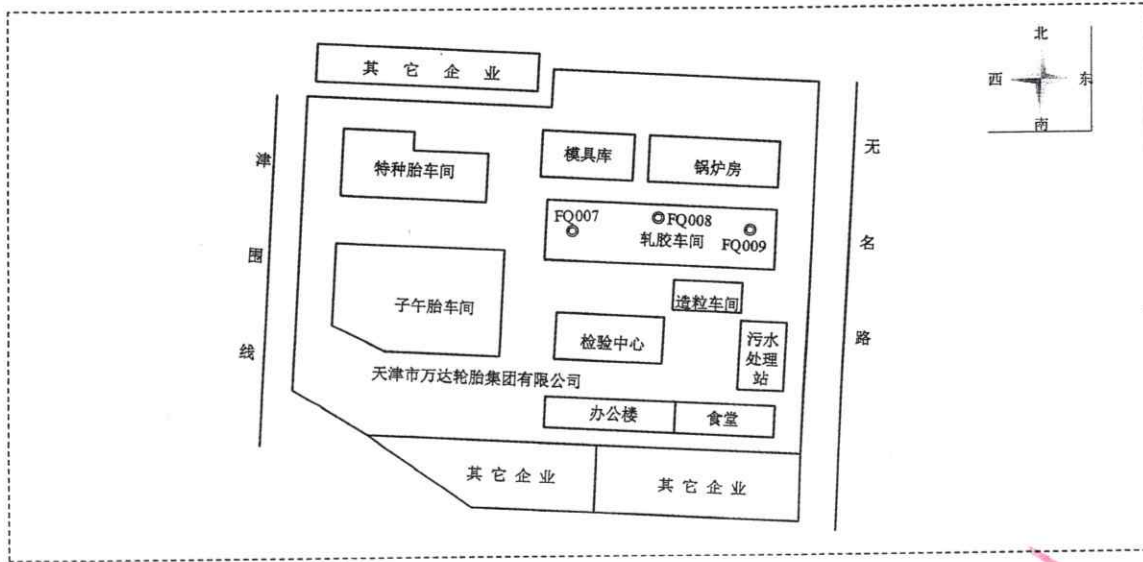 其它企业
北
西
东
南
津围线
无名路
特种胎车间
模具库
锅炉房
FQ007
FQ008
轧胶车间
FQ009
子午胎车间
造粒车间
检验中心
污水
处理
站
天津市万达轮胎集团有限公司
办公楼
食堂
其它企业
其它企业